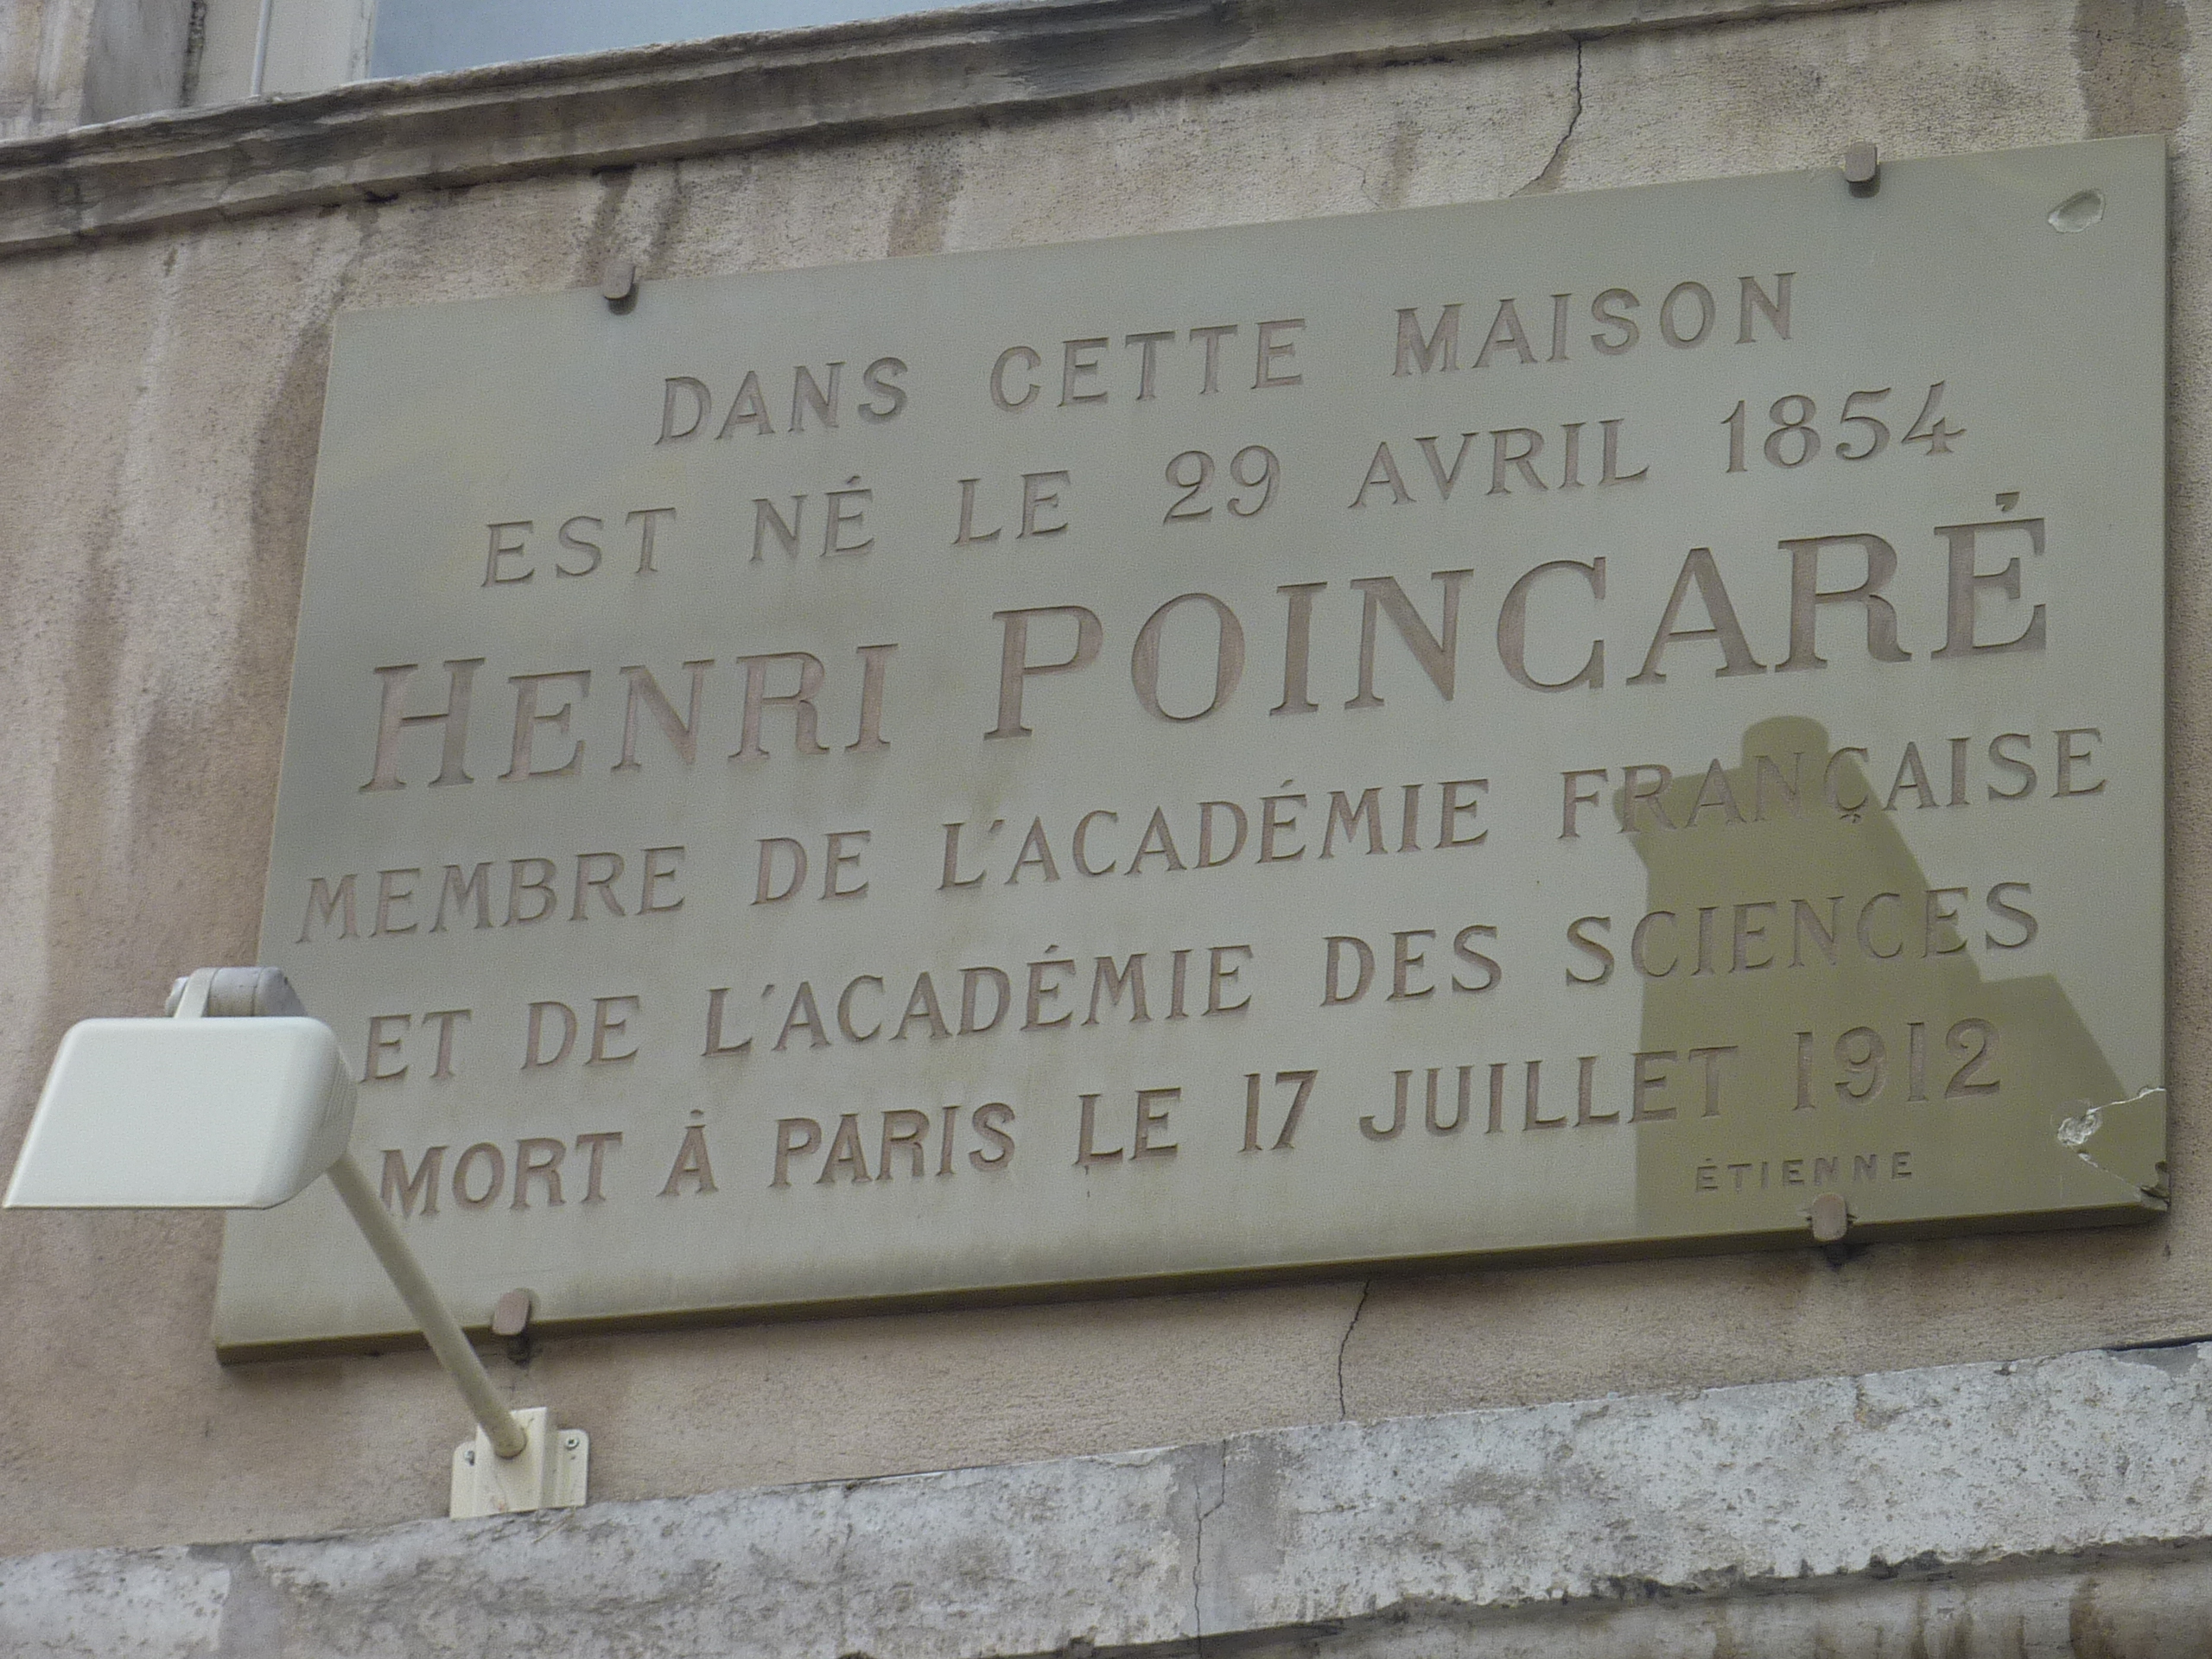 DANS CETTE MAISON
EST NÉ LE 29 AVRIL 1854
HENRI POINCARÉ
MEMBRE DE L'ACADÉMIE FRANÇAISE
ET DE L'ACADÉMIE DES SCIENCES
MORT À PARIS LE 17 JUILLET 1912
ÉTIENNE